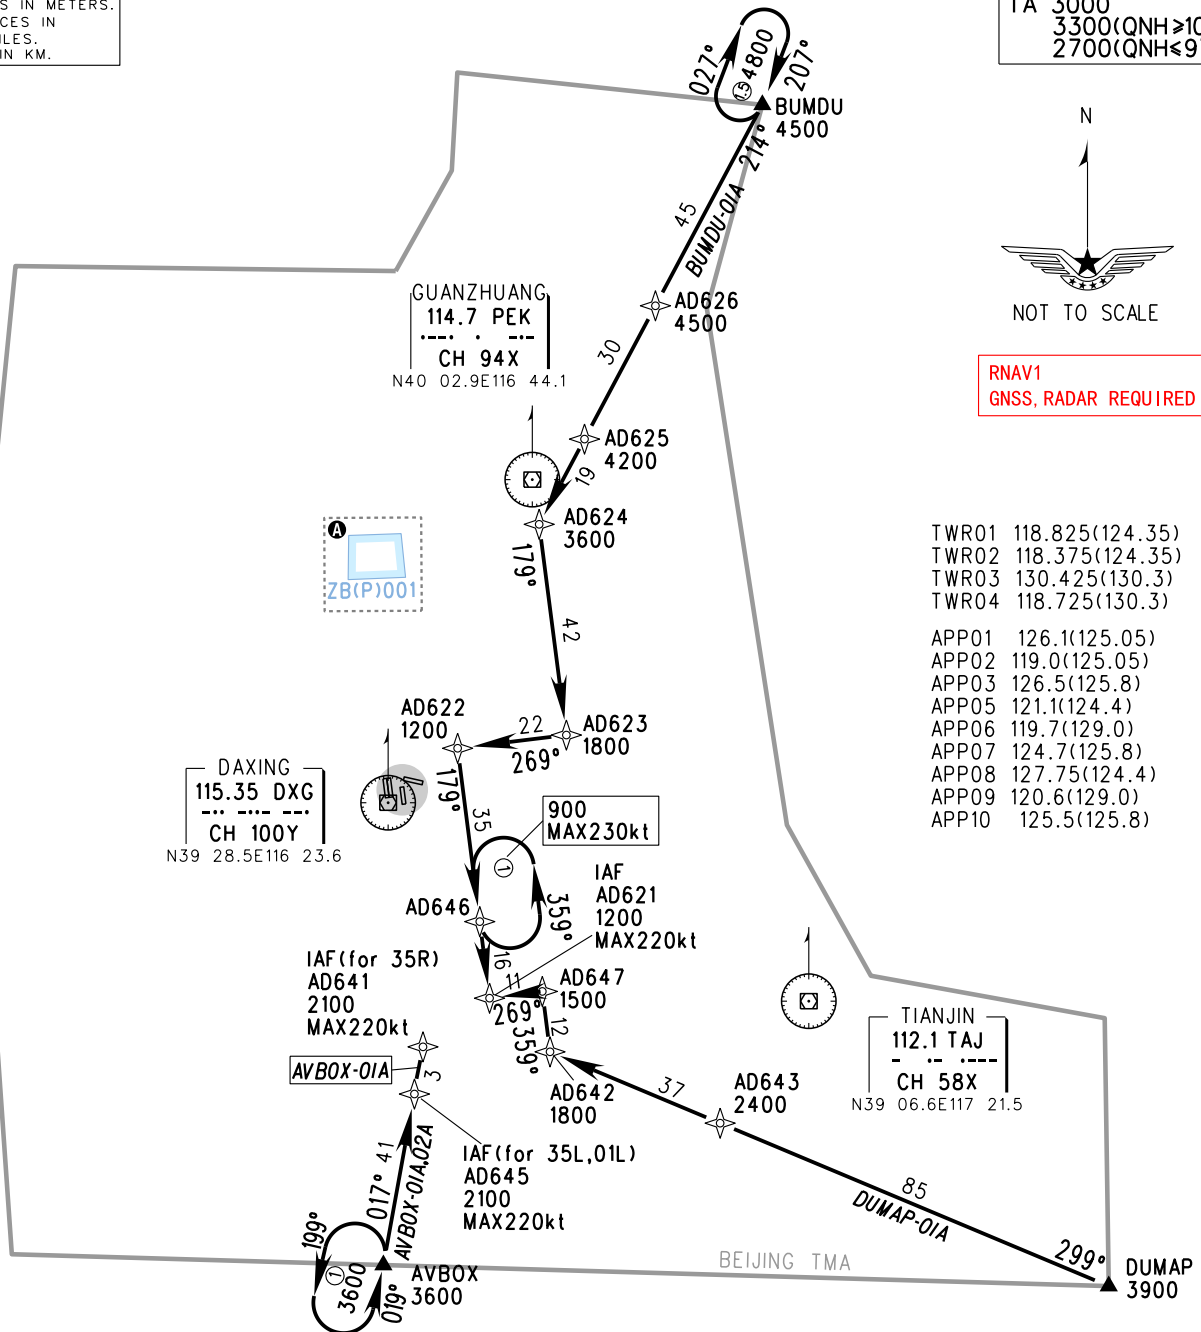 S IN METERS.
CES IN
ILES.
IN KM.
TA 3000
3300(QNH≥10
2700(QNH≤9
027°
1.5
4800
207°
BUMDU
4500
214°
45
BUMDU-01A
N
NOT TO SCALE
GUANZHUANG
114.7 PEK
CH 94X
N40 02.9E116 44.1
AD626
4500
30
RNAV1
GNSS, RADAR REQUIRED
AD625
4200
19
AD624
3600
179°
A
ZB(P)001
42
TWR01 118.825(124.35)
TWR02 118.375(124.35)
TWR03 130.425(130.3)
TWR04 118.725(130.3)
APP01 126.1(125.05)
APP02 119.0(125.05)
APP03 126.5(125.8)
APP05 121.1(124.4)
APP06 119.7(129.0)
APP07 124.7(125.8)
APP08 127.75(124.4)
APP09 120.6(129.0)
APP10 125.5(125.8)
AD622
1200
22
269°
AD623
1800
DAXING
115.35 DXG
CH 100Y
N39 28.5E116 23.6
179°
35
900
MAX230kt
1
359°
AD646
IAF
AD621
1200
MAX220kt
16
11
269°
AD647
1500
IAF(for 35R)
AD641
2100
MAX220kt
AVBOX-01A
3
359°
12
AD642
1800
37
AD643
2400
TIANJIN
112.1 TAJ
CH 58X
N39 06.6E117 21.5
IAF(for 35L,01L)
AD645
2100
MAX220kt
017°
41
AVBOX-01A,02A
85
DUMAP-01A
299°
DUMAP
3900
199°
1
3600
019°
AVBOX
3600
BEIJING TMA